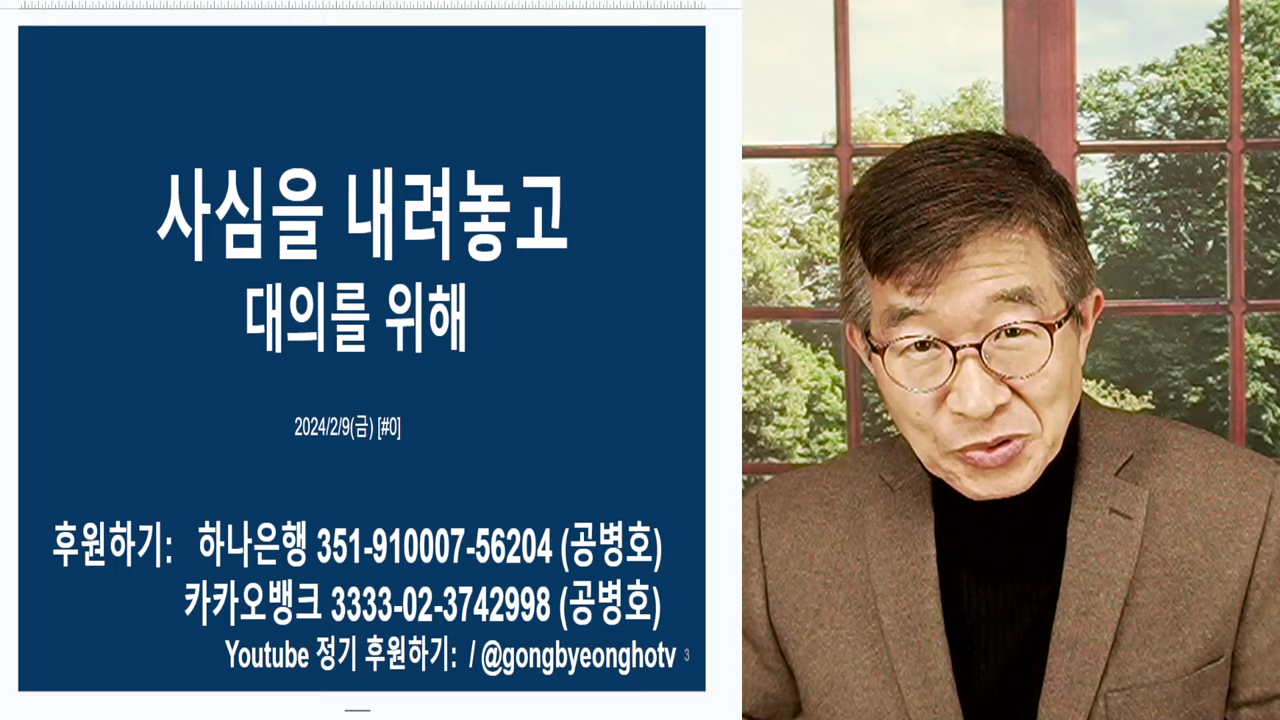 사심을 내려놓고
대의를 위해
2024/2/9(금) [#0]
후원하기: 하나은행 351-910007-56204 (공병호)
카카오뱅크 3333-02-3742998 (공병호)
Youtube 정기 후원하기: / @gongbyeonghotv
3